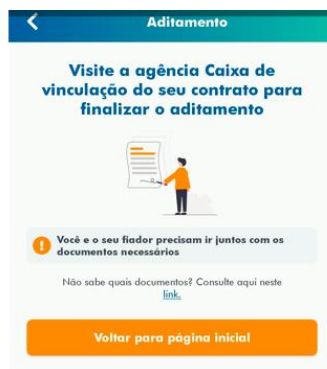 Aditamento
Visite a agência Caixa de
vinculação do seu contrato para
finalizar o aditamento
Você e o seu fiador precisam ir juntos com os
documentos necessários
Não sabe quais documentos? Consulte aqui neste
link.
Voltar para página inicial